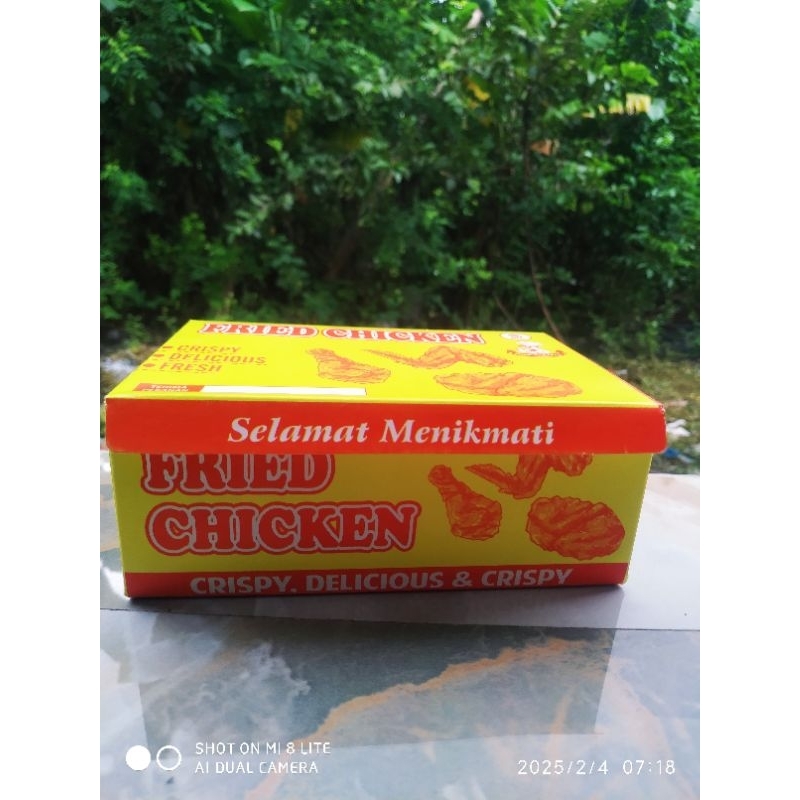 FRIED CHICKEN
CRISPY
DELICIOUS
FRESH
Selamat Menikmati
FRIED
CHICKEN
CRISPY, DELICIOUS & CRISPY
SHOT ON MI 8 LITE
AI DUAL CAMERA
2025/2/4 07:18